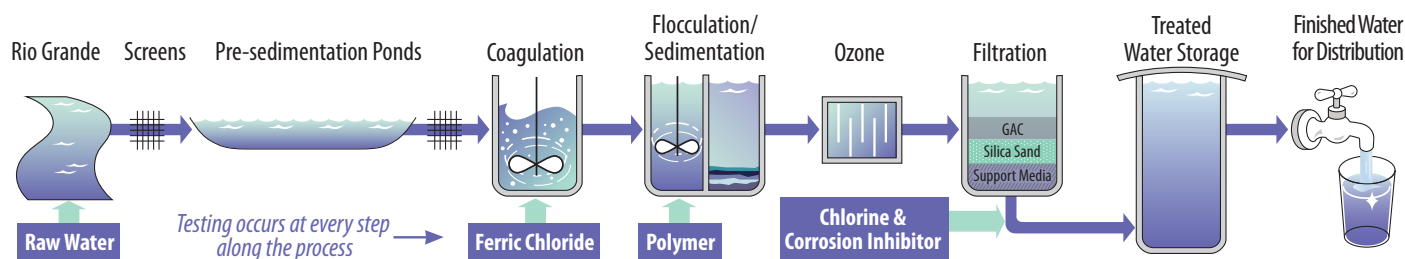 Rio Grande
Screens
Pre-sedimentation Ponds
Coagulation
Flocculation/
Sedimentation
Ozone
Filtration
Treated
Water Storage
Finished Water
for Distribution
GAC
Silica Sand
Support Media
Raw Water
Testing occurs at every step
along the process
Ferric Chloride
Polymer
Chlorine &
Corrosion Inhibitor